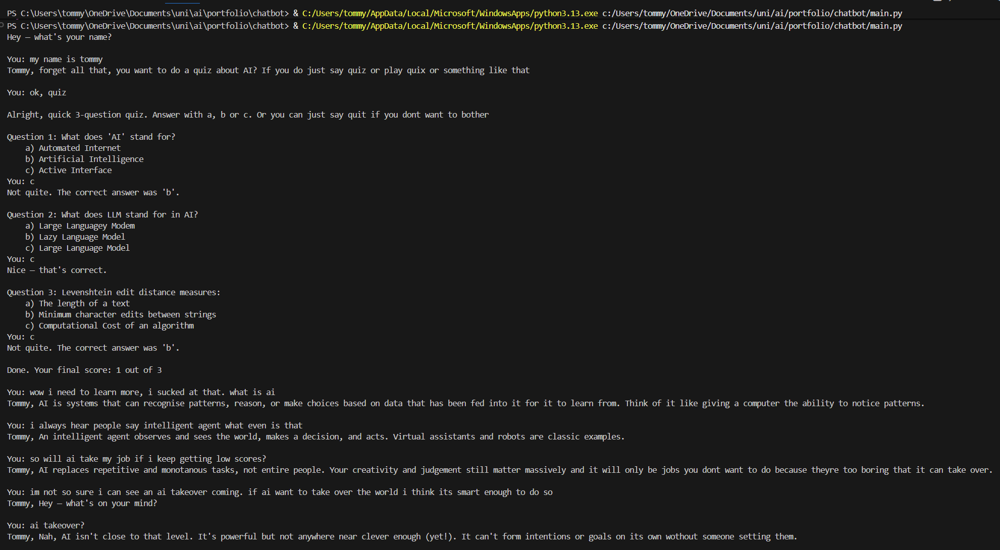 PS C:\Users\tommy\OneDrive\Documents\uni\ai\portfolio\chatbot> & C:/Users/tommy/AppData/Local/Microsoft/WindowsApps/python3.13.exe c:/Users/tommy/OneDrive/Documents/uni/ai/portfolio/chatbot/main.py
PS C:\Users\tommy\OneDrive\Documents\uni\ai\portfolio\chatbot> & C:/Users/tommy/AppData/Local/Microsoft/WindowsApps/python3.13.exe c:/Users/tommy/OneDrive/Documents/uni/ai/portfolio/chatbot/main.py
Hey — what's your name?
You: my name is tommy
Tommy, forget all that, you want to do a quiz about AI? If you do just say quiz or play quix or something like that
You: ok, quiz
Alright, quick 3-question quiz. Answer with a, b or c. Or you can just say quit if you dont want to bother
Question 1: What does 'AI' stand for?
a) Automated Internet
b) Artificial Intelligence
c) Active Interface
You: c
Not quite. The correct answer was 'b'.
Question 2: What does LLM stand for in AI?
a) Large Languagey Modem
b) Lazy Language Model
c) Large Language Model
You: c
Nice — that's correct.
Question 3: Levenshtein edit distance measures:
a) The length of a text
b) Minimum character edits between strings
c) Computational Cost of an algorithm
You: c
Not quite. The correct answer was 'b'.
Done. Your final score: 1 out of 3
You: wow i need to learn more, i sucked at that. what is ai
Tommy, AI is systems that can recognise patterns, reason, or make choices based on data that has been fed into it for it to learn from. Think of it like giving a computer the ability to notice patterns.
You: i always hear people say intelligent agent what even is that
Tommy, An intelligent agent observes and sees the world, makes a decision, and acts. Virtual assistants and robots are classic examples.
You: so will ai take my job if i keep getting low scores?
Tommy, AI replaces repetitive and monotanous tasks, not entire people. Your creativity and judgement still matter massively and it will only be jobs you dont want to do because theyre too boring that it can take over.
You: im not so sure i can see an ai takeover coming. if ai want to take over the world i think its smart enough to do so
Tommy, Hey — what's on your mind?
You: ai takeover?
Tommy, Nah, AI isn't close to that level. It's powerful but not anywhere near clever enough (yet!). It can't form intentions or goals on its own wothout someone setting them.